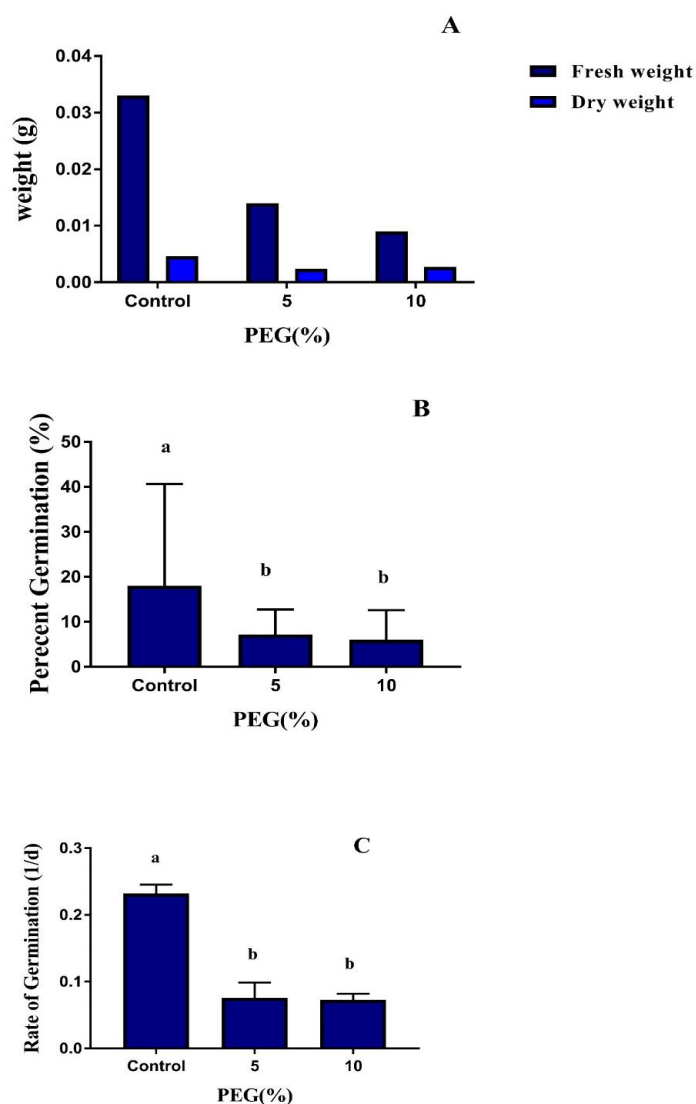 A
Fresh weight
Dry weight
weight (g)
0.04
0.03
0.02
0.01
0.00
Control 5 10
PEG(%)
B
Perecent Germination (%)
50
40
30
20
10
0
a
b b
Control 5 10
PEG(%)
C
Rate of Germination (1/d)
0.3
0.2
0.1
0.0
a
b b
Control 5 10
PEG(%)